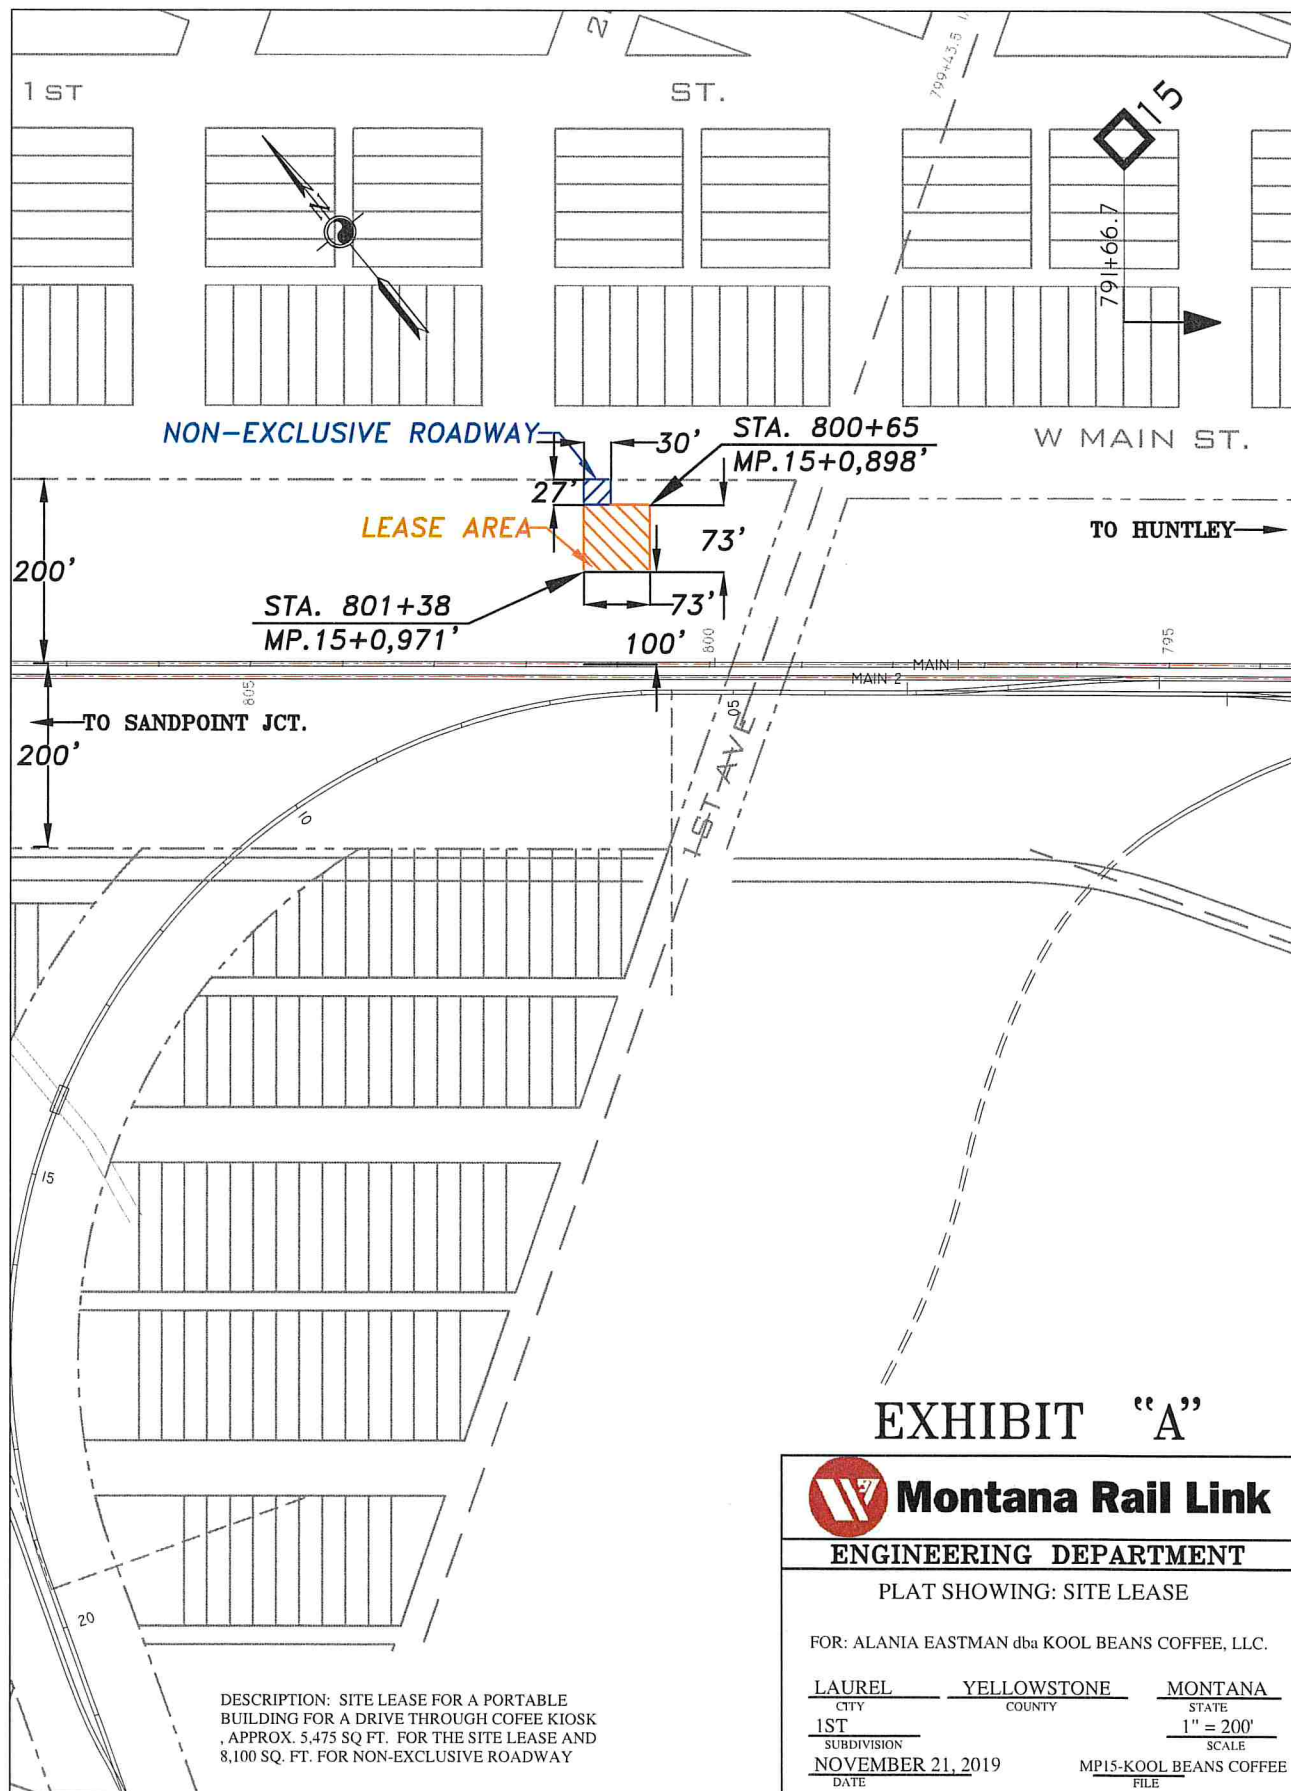 2
1ST
ST.
799+43.5
15
791+66.7
N
NON-EXCLUSIVE ROADWAY
30'
STA. 800+65
MP.15+0,898'
W MAIN ST.
27'
LEASE AREA
73'
TO HUNTLEY
200'
STA. 801+38
MP.15+0,971'
73'
100'
800
795
MAIN 1
MAIN 2
805
05
TO SANDPOINT JCT.
200'
1ST AVE
10
15
20
EXHIBIT "A"
Montana Rail Link
ENGINEERING DEPARTMENT
PLAT SHOWING: SITE LEASE
FOR: ALANIA EASTMAN dba KOOL BEANS COFFEE, LLC.
LAUREL YELLOWSTONE MONTANA
CITY COUNTY STATE
1ST 1" = 200'
SUBDIVISION SCALE
NOVEMBER 21, 2019 MP15-KOOL BEANS COFFEE
DATE FILE
DESCRIPTION: SITE LEASE FOR A PORTABLE
BUILDING FOR A DRIVE THROUGH COFEE KIOSK
, APPROX. 5,475 SQ FT. FOR THE SITE LEASE AND
8,100 SQ. FT. FOR NON-EXCLUSIVE ROADWAY